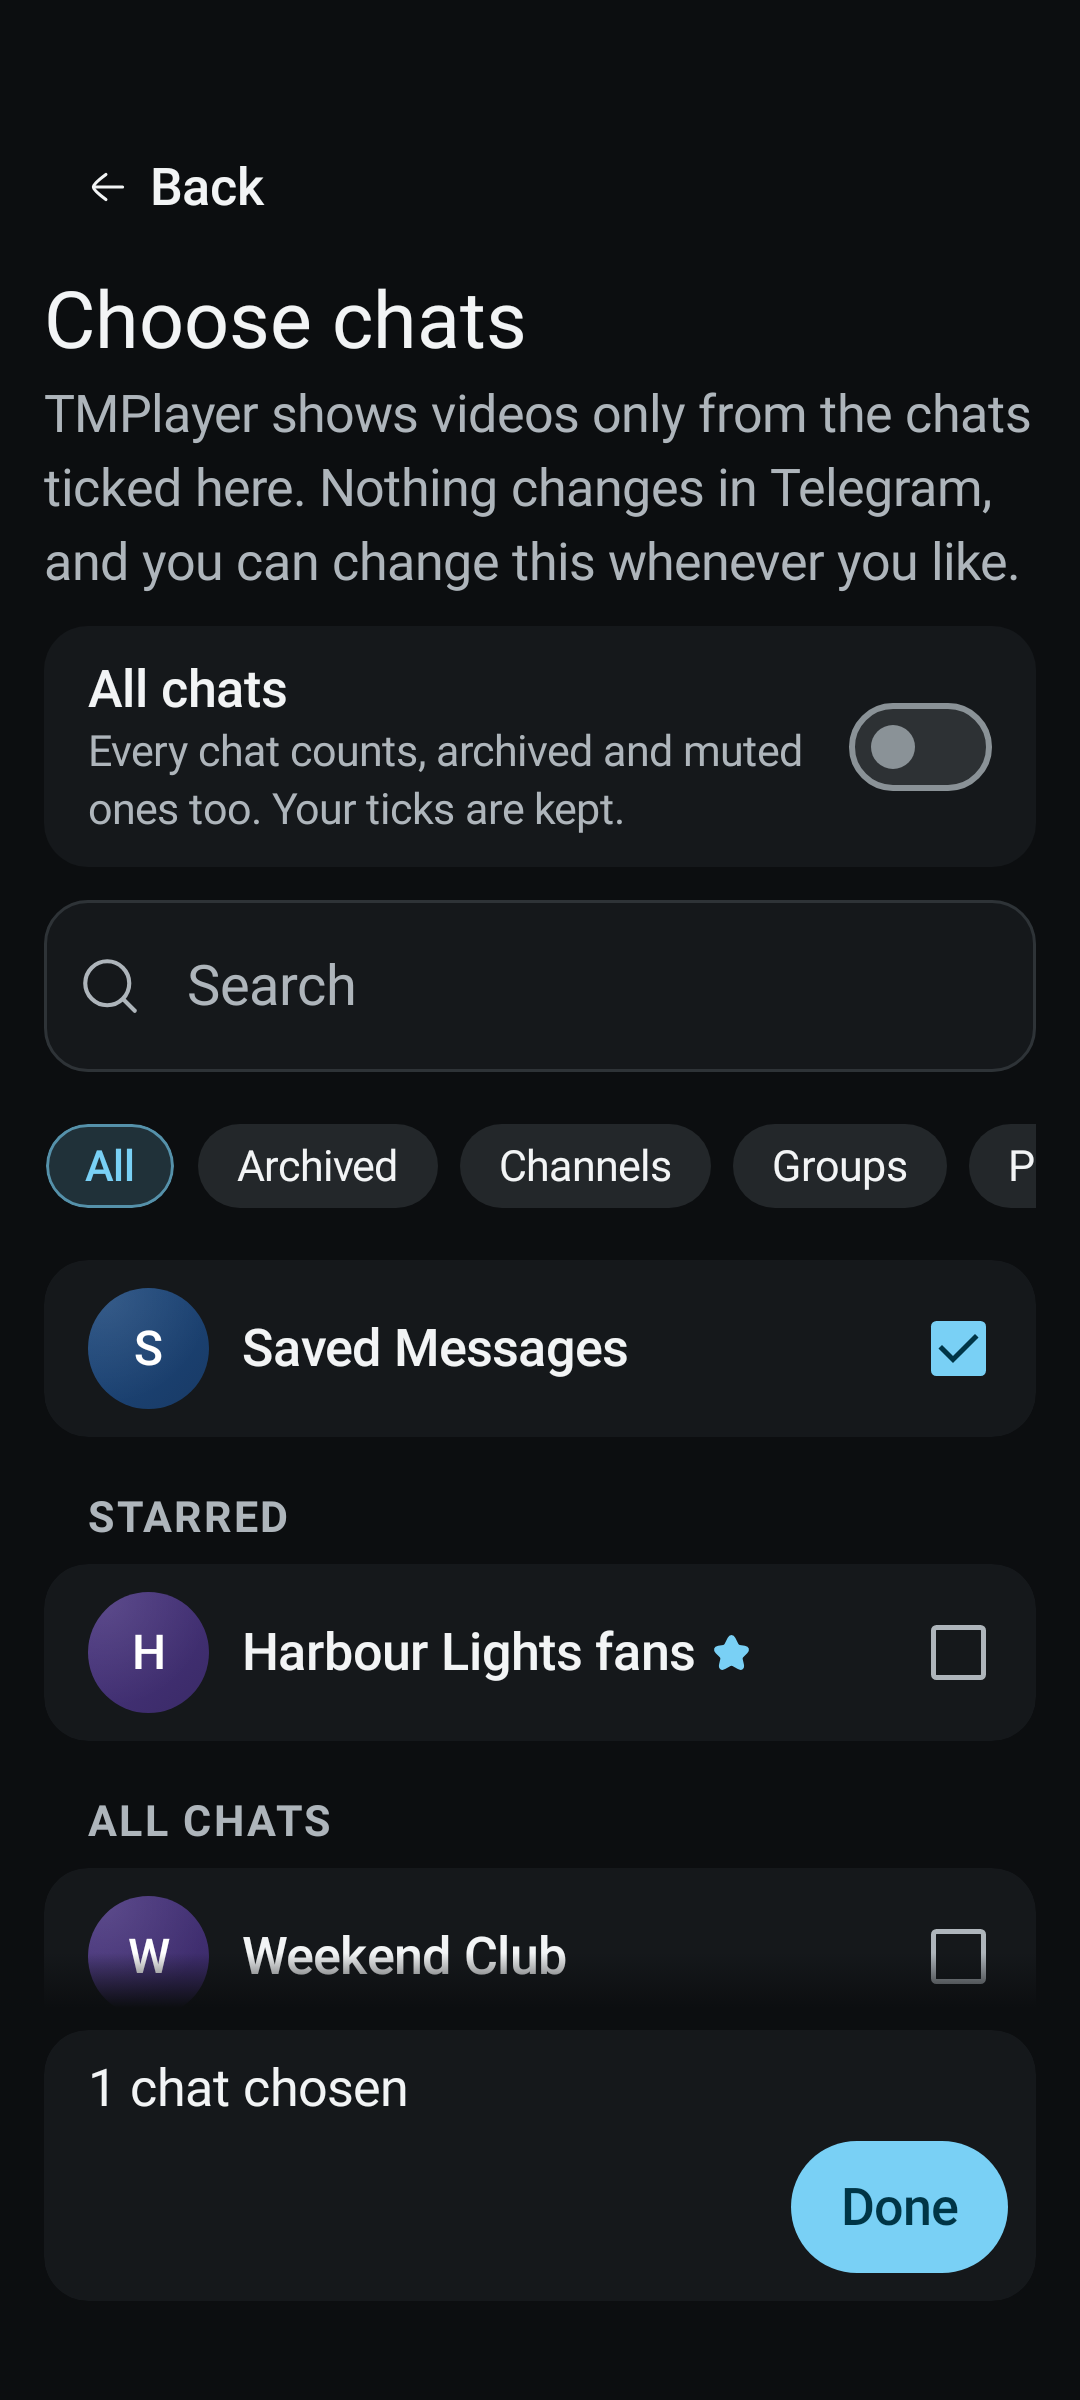 Back
Choose chats
TMPlayer shows videos only from the chats
ticked here. Nothing changes in Telegram,
and you can change this whenever you like.
All chats
Every chat counts, archived and muted
ones too. Your ticks are kept.
Search
All Archived Channels Groups P
S Saved Messages
STARRED
H Harbour Lights fans
ALL CHATS
W Weekend Club
1 chat chosen
Done